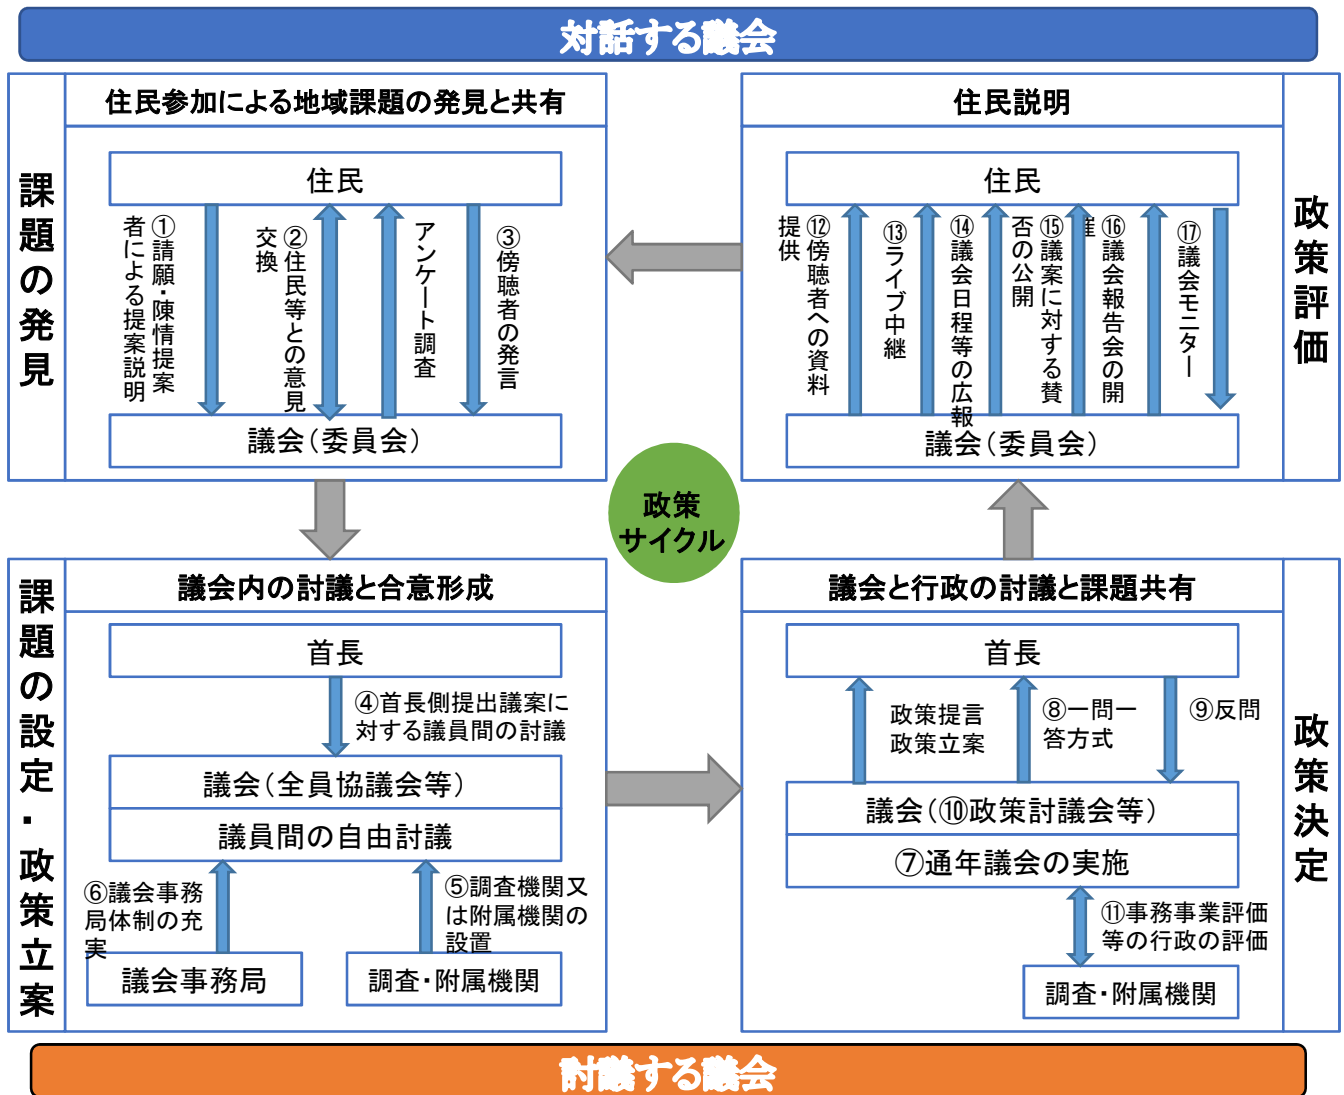 対話する議会
課題の発見
住民参加による地域課題の発見と共有
住民
①請願・陳情提案
者による提案説明
②住民等との意見
交換
アンケート調査
③傍聴者の発言
議会(委員会)
住民説明
政策評価
住民
⑫傍聴者への資料
提供
⑬ライブ中継
⑭議会日程等の広報
⑮議案に対する賛
否の公開
⑯議会報告会の開
催
⑰議会モニター
議会(委員会)
政策
サイクル
課題の設定・政策立案
議会内の討議と合意形成
首長
④首長側提出議案に
対する議員間の討議
議会(全員協議会等)
議員間の自由討議
⑥議会事務
局体制の充
実
⑤調査機関又
は附属機関の
設置
議会事務局
調査・附属機関
議会と行政の討議と課題共有
政策決定
首長
政策提言
政策立案
⑧一問一
答方式
⑨反問
議会(⑩政策討議会等)
⑦通年議会の実施
⑪事務事業評価
等の行政の評価
調査・附属機関
討議する議会